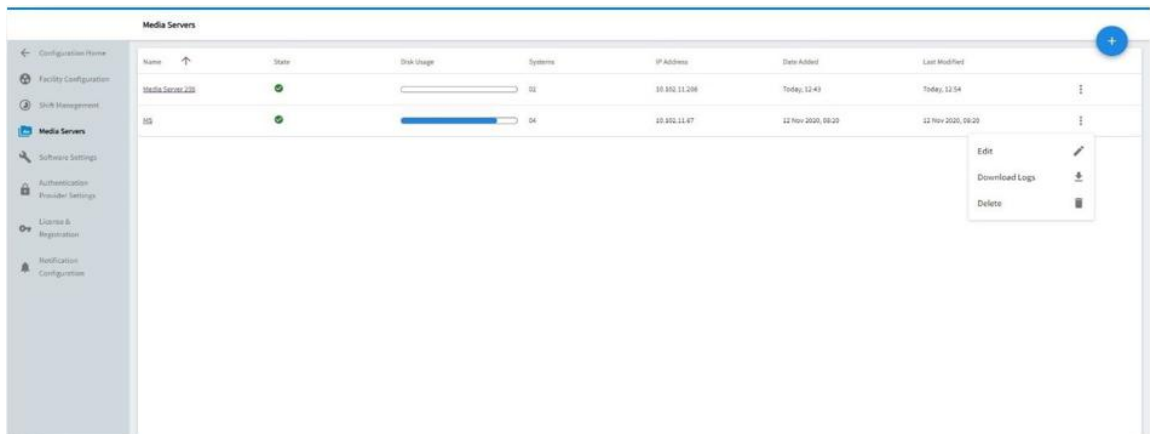 Media Servers
Configuration Home
Facility Configuration
Shift Management
Media Servers
Software Settings
Authentication
Provider Settings
License &
Registration
Notification
Configuration
Name State Disk Usage Systems IP Address Date Added Last Modified
Media Server 208 02 10.102.11.208 Today, 12:43 Today, 12:54
MS 04 10.102.11.67 12 Nov 2020, 08:20 12 Nov 2020, 08:20
Edit
Download Logs
Delete